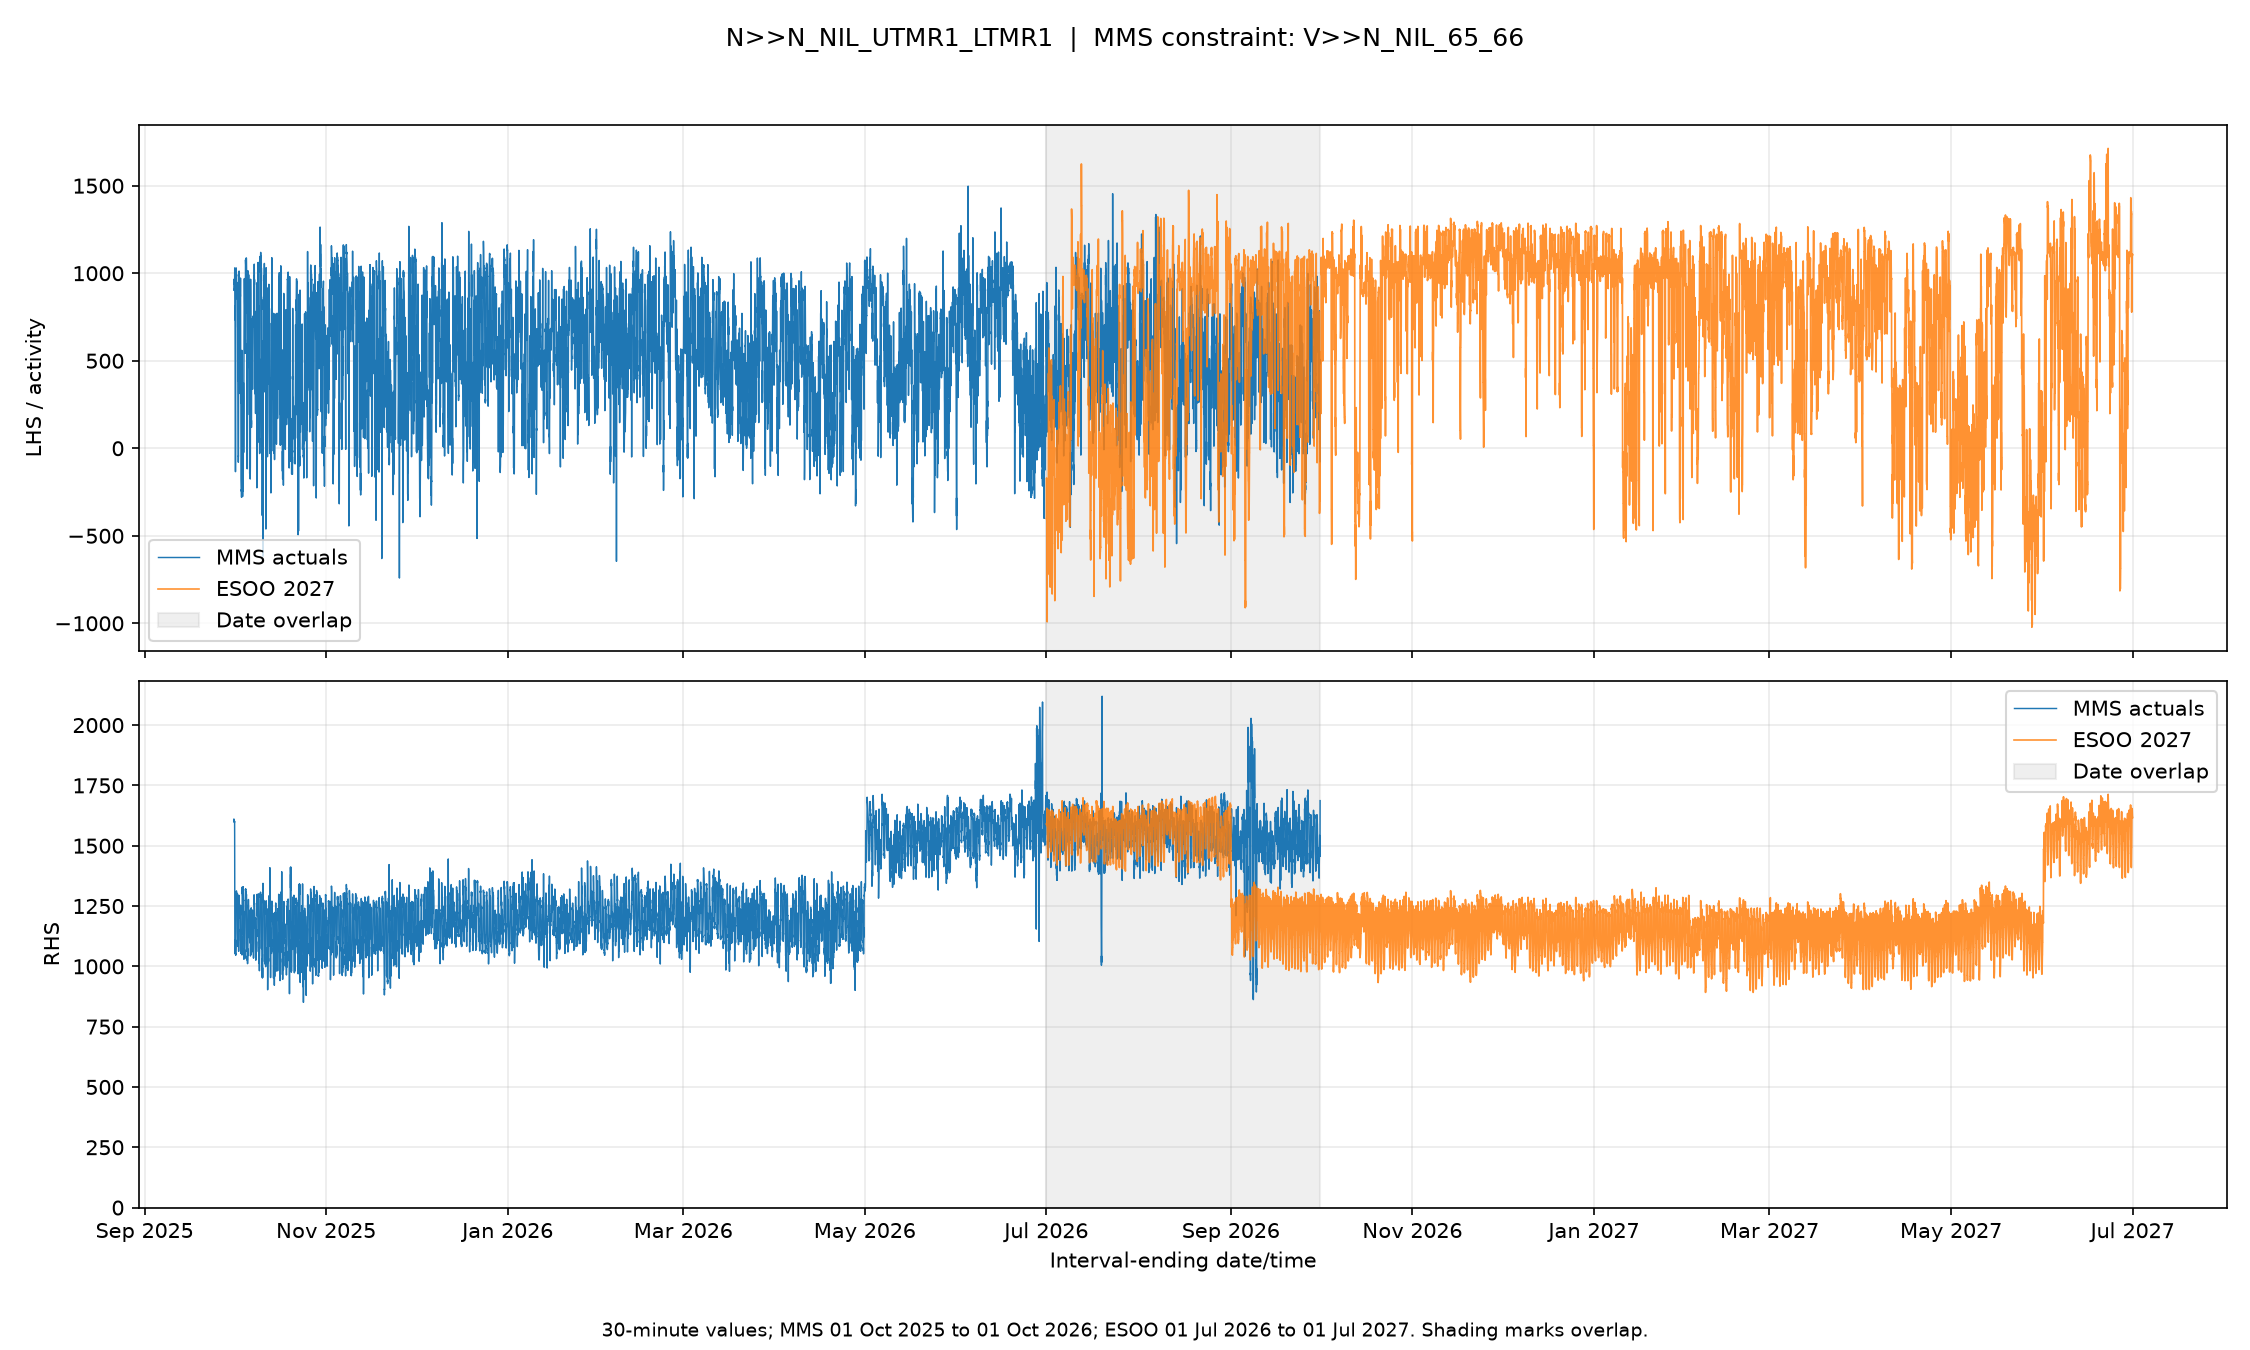 N>>N_NIL_UTMR1_LTMR1 | MMS constraint: V>>N_NIL_65_66
LHS / activity
1500
1000
500
0
−500
−1000
MMS actuals
ESOO 2027
Date overlap
RHS
2000
1750
1500
1250
1000
750
500
250
0
MMS actuals
ESOO 2027
Date overlap
Sep 2025 Nov 2025 Jan 2026 Mar 2026 May 2026 Jul 2026 Sep 2026 Nov 2026 Jan 2027 Mar 2027 May 2027 Jul 2027
Interval-ending date/time
30-minute values; MMS 01 Oct 2025 to 01 Oct 2026; ESOO 01 Jul 2026 to 01 Jul 2027. Shading marks overlap.